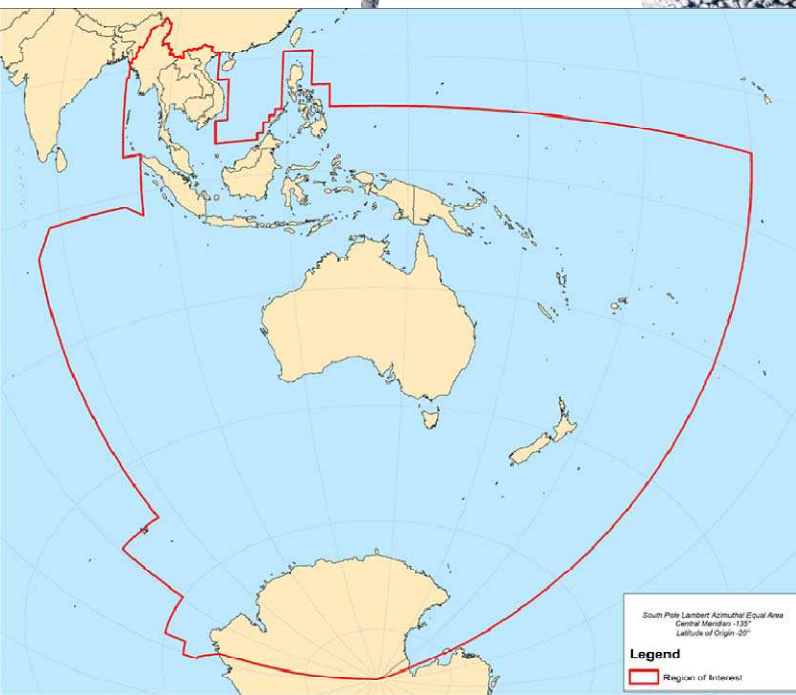 South Pole Lambert Azimuthal Equal Area
Central Meridian -135°
Latitude of Origin -20°
Legend
Region of Interest